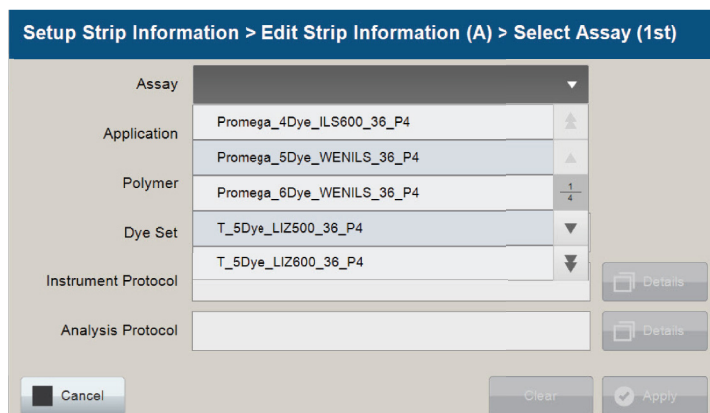 Setup Strip Information > Edit Strip Information (A) > Select Assay (1st)
Assay
Application
Polymer
Dye Set
Instrument Protocol
Analysis Protocol
Promega_4Dye_ILS600_36_P4
Promega_5Dye_WENILS_36_P4
Promega_6Dye_WENILS_36_P4
T_5Dye_LIZ500_36_P4
T_5Dye_LIZ600_36_P4
1
4
Details
Details
Cancel
Clear
Apply